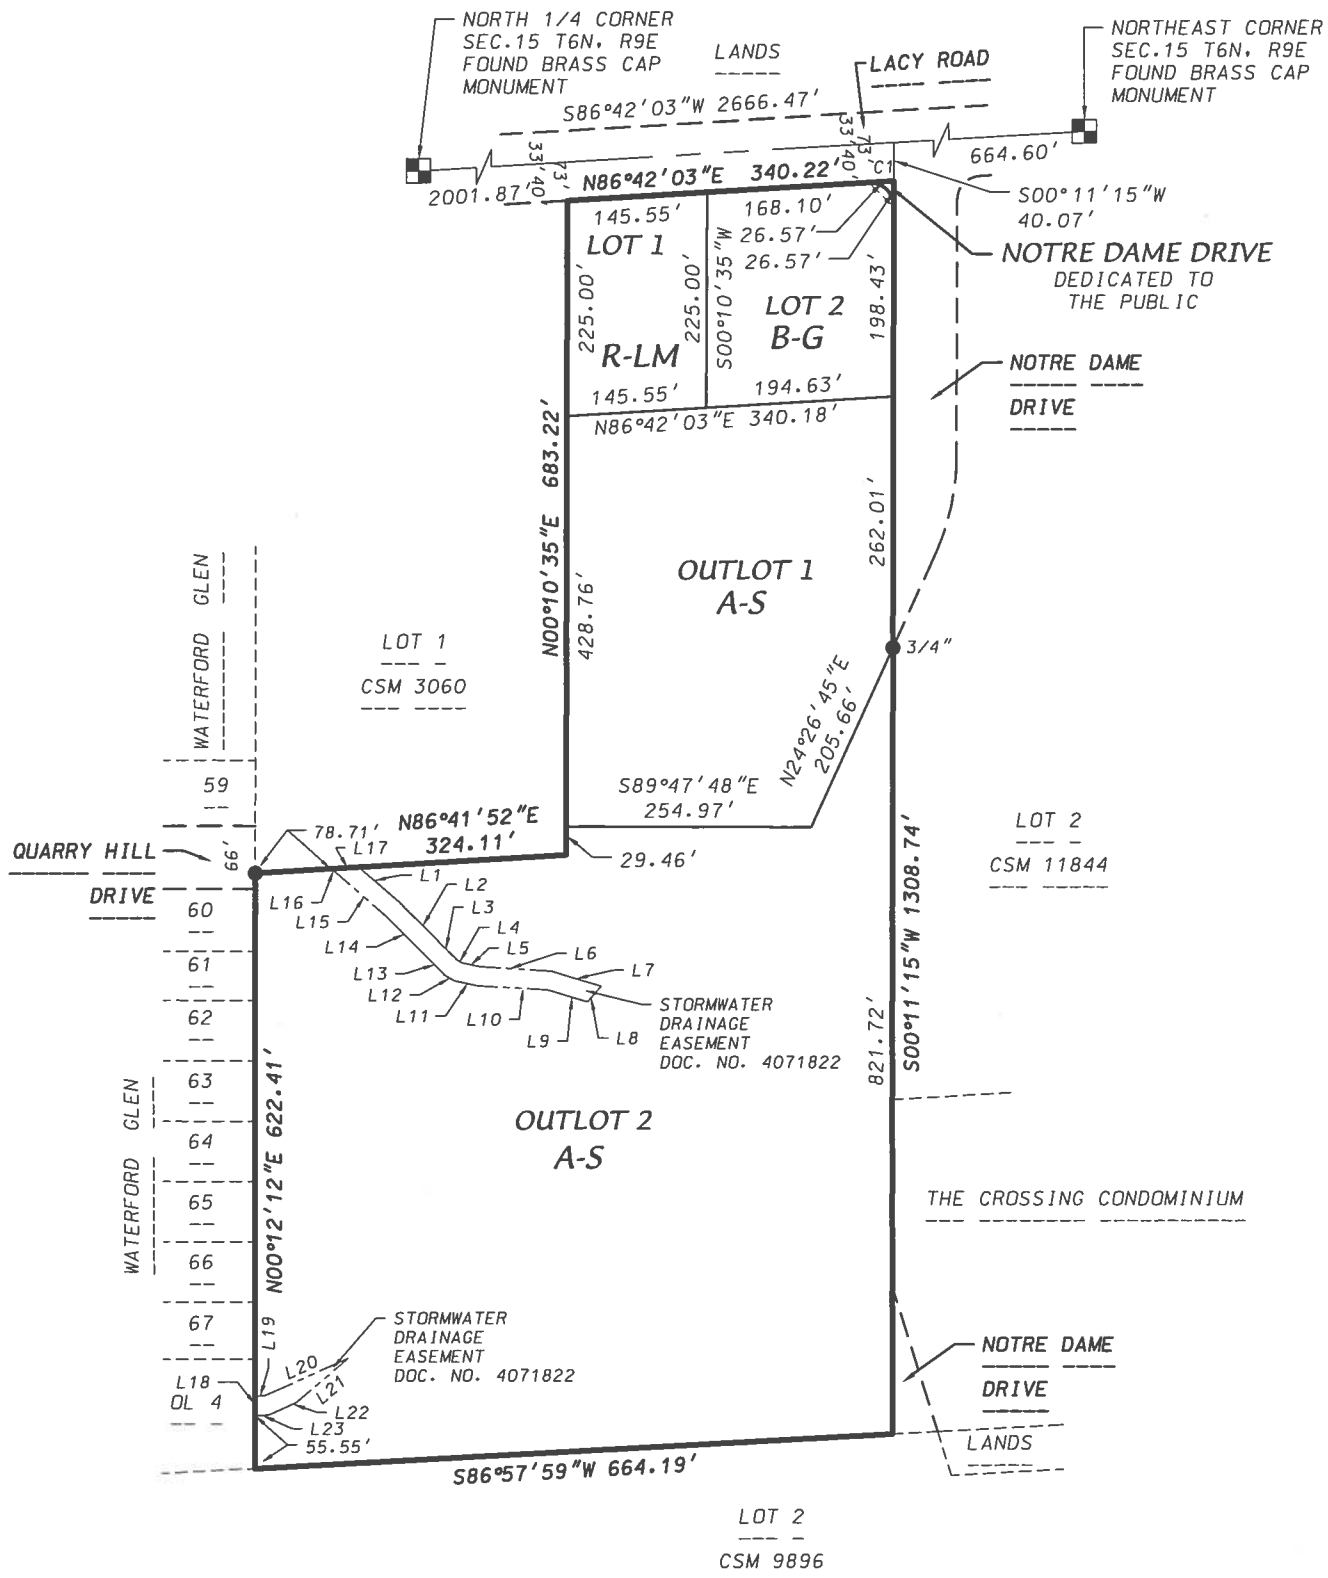 NORTH 1/4 CORNER
SEC.15 T6N, R9E
FOUND BRASS CAP
MONUMENT
LANDS
LACY ROAD
NORTHEAST CORNER
SEC.15 T6N, R9E
FOUND BRASS CAP
MONUMENT
S86°42'03"W 2666.47'
33'
40'
73'
33'
40'
73'
C1
664.60'
2001.87'
N86°42'03"E 340.22'
S00°11'15"W
40.07'
145.55'
168.10'
26.57'
26.57'
NOTRE DAME DRIVE
DEDICATED TO
THE PUBLIC
LOT 1
R-LM
225.00'
225.00'
S00°10'35"W
LOT 2
B-G
198.43'
145.55'
194.63'
N86°42'03"E 340.18'
NOTRE DAME
DRIVE
N00°10'35"E 683.22'
428.76'
262.01'
OUTLOT 1
A-S
WATERFORD GLEN
LOT 1
CSM 3060
3/4"
N24°26'45"E
205.66'
S89°47'48"E
254.97'
59
N86°41'52"E
324.11'
78.71'
29.46'
QUARRY HILL
DRIVE
66'
LOT 2
CSM 11844
S00°11'15"W 1308.74'
821.72'
L17
L1
L2
L3
L4
L5
L6
L7
L16
L15
L14
L13
L12
L11
L10
L9
L8
STORMWATER
DRAINAGE
EASEMENT
DOC. NO. 4071822
60
61
62
63
64
65
66
67
WATERFORD GLEN
N00°12'12"E 622.41'
OUTLOT 2
A-S
THE CROSSING CONDOMINIUM
STORMWATER
DRAINAGE
EASEMENT
DOC. NO. 4071822
L19
L20
L21
L22
L23
L18
OL 4
55.55'
NOTRE DAME
DRIVE
LANDS
S86°57'59"W 664.19'
LOT 2
CSM 9896